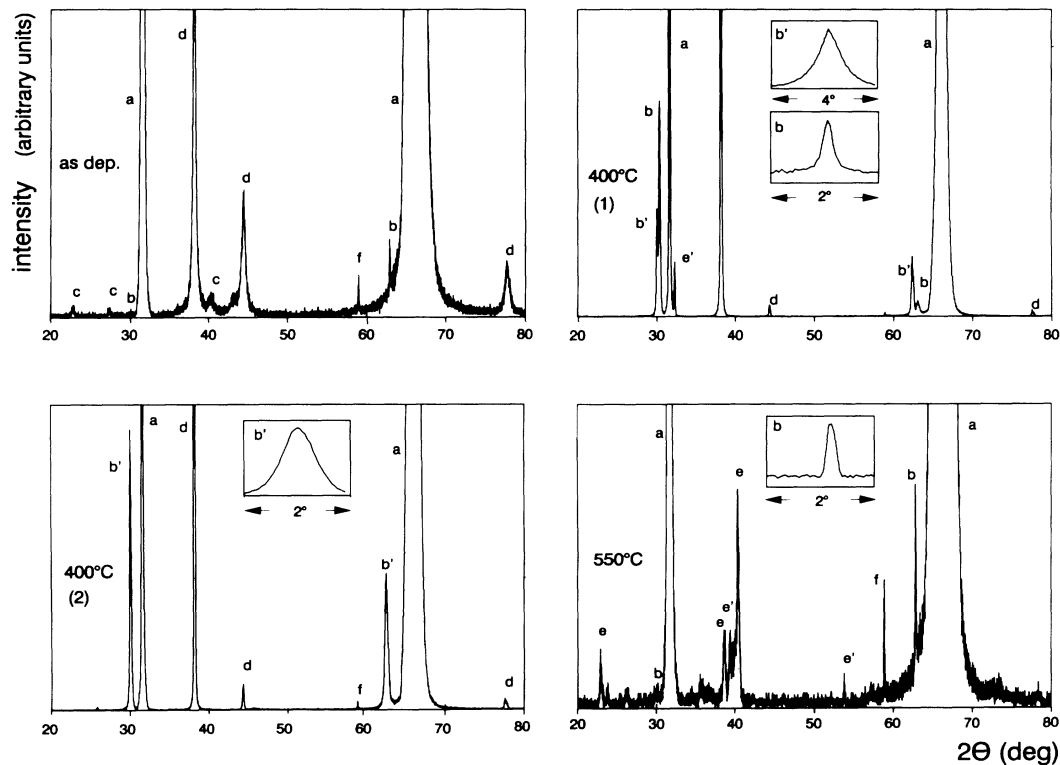 intensity (arbitrary units)
as dep.
c
c
b
a
d
c
d
f
b
a
d
20 30 40 50 60 70 80
400°C
(1)
b'
b
a
e'
d
b'
4°
b
2°
b'
b
a
d
20 30 40 50 60 70 80
400°C
(2)
b'
a
d
d
b'
2°
f
b'
a
d
20 30 40 50 60 70 80
550°C
e
b
a
e
e'
e
b
2°
e'
f
b
a
20 30 40 50 60 70 80
2Θ (deg)